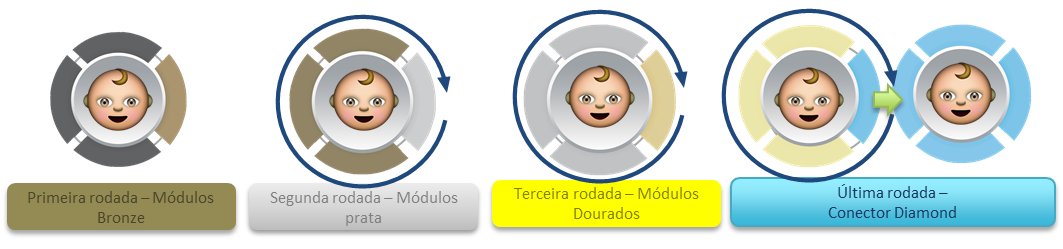 Primeira rodada – Módulos
Bronze
Segunda rodada – Módulos
prata
Terceira rodada – Módulos
Dourados
Última rodada –
Conector Diamond